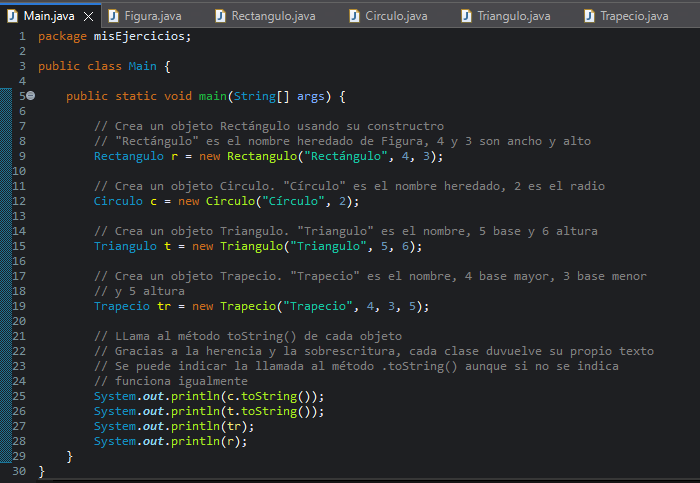 Main.java Figura.java Rectangulo.java Circulo.java Triangulo.java Trapecio.java
1 package misEjercicios;
2
3 public class Main {
4
5 public static void main(String[] args) {
6
7 // Crea un objeto Rectángulo usando su constructro
8 // "Rectángulo" es el nombre heredado de Figura, 4 y 3 son ancho y alto
9 Rectangulo r = new Rectangulo("Rectángulo", 4, 3);
10
11 // Crea un objeto Circulo. "Círculo" es el nombre heredado, 2 es el radio
12 Circulo c = new Circulo("Círculo", 2);
13
14 // Crea un objeto Triangulo. "Triangulo" es el nombre, 5 base y 6 altura
15 Triangulo t = new Triangulo("Triangulo", 5, 6);
16
17 // Crea un objeto Trapecio. "Trapecio" es el nombre, 4 base mayor, 3 base menor
18 // y 5 altura
19 Trapecio tr = new Trapecio("Trapecio", 4, 3, 5);
20
21 // LLama al método toString() de cada objeto
22 // Gracias a la herencia y la sobrescritura, cada clase duvuelve su propio texto
23 // Se puede indicar la llamada al método .toString() aunque si no se indica
24 // funciona igualmente
25 System.out.println(c.toString());
26 System.out.println(t.toString());
27 System.out.println(tr);
28 System.out.println(r);
29 }
30 }